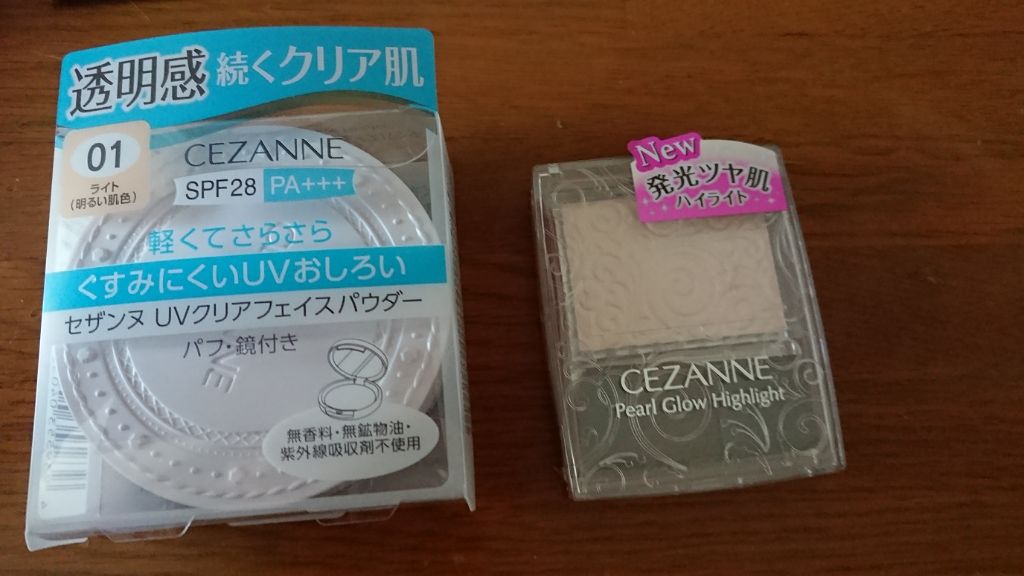 透明感 続くクリア肌
01
ライト
(明るい肌色)
CEZANNE
SPF28 PA+++
軽くてさらさら
くすみにくいUVおしろい
セザンヌ UVクリアフェイスパウダー
パフ・鏡付き
無香料・無鉱物油・
紫外線吸収剤不使用
New
発光ツヤ肌
ハイライト
CEZANNE
Pearl Glow Highlight